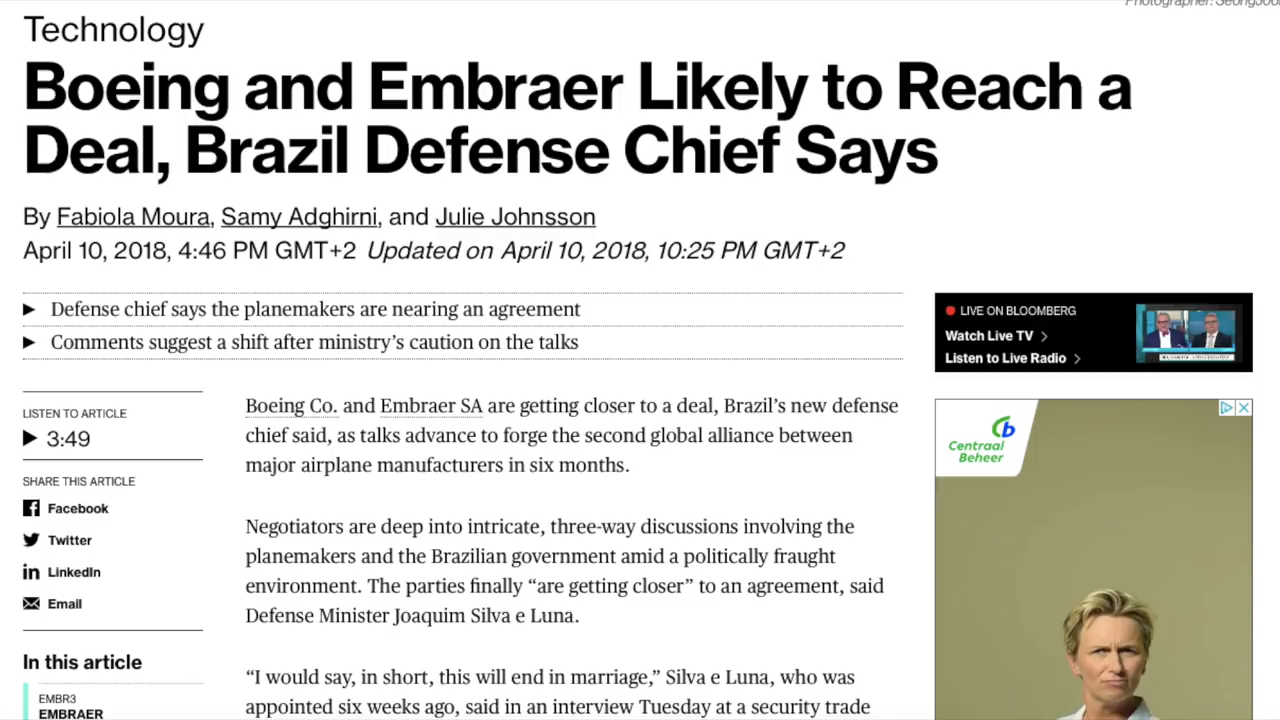 Photographer: SeongJoon
Technology
Boeing and Embraer Likely to Reach a
Deal, Brazil Defense Chief Says
By Fabiola Moura, Samy Adghirni, and Julie Johnsson
April 10, 2018, 4:46 PM GMT+2 Updated on April 10, 2018, 10:25 PM GMT+2
► Defense chief says the planemakers are nearing an agreement
► Comments suggest a shift after ministry’s caution on the talks
LISTEN TO ARTICLE
► 3:49
SHARE THIS ARTICLE
Facebook
Twitter
in LinkedIn
Email
In this article
EMBR3
EMBRAER
Boeing Co. and Embraer SA are getting closer to a deal, Brazil’s new defense
chief said, as talks advance to forge the second global alliance between
major airplane manufacturers in six months.
Negotiators are deep into intricate, three-way discussions involving the
planemakers and the Brazilian government amid a politically fraught
environment. The parties finally “are getting closer” to an agreement, said
Defense Minister Joaquim Silva e Luna.
“I would say, in short, this will end in marriage,” Silva e Luna, who was
appointed six weeks ago, said in an interview Tuesday at a security trade
LIVE ON BLOOMBERG
Watch Live TV >
Listen to Live Radio >
Centraal
Beheer